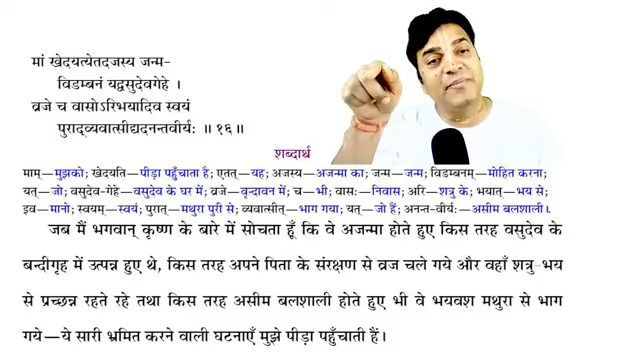 मां खेदयत्येतदजस्य जन्म-
विडम्बनं यद्वसुदेवगेहे ।
व्रजे च वासोऽरिभयादिव स्वयं
पुराद्व्यवात्सीद्यदनन्तवीर्यः ॥ १६॥
शब्दार्थ
माम्—मुझको; खेदयति—पीड़ा पहुँचाता है; एतत्—यह; अजस्य—अजन्मा का; जन्म—जन्म; विडम्बनम्—मोहित करना;
यत्—जो; वसुदेव-गेहे—वसुदेव के घर में; व्रजे—वृन्दावन में; च—भी; वासः—निवास; अरि—शत्रु के; भयात्—भय से;
इव—मानो; स्वयम्—स्वयं; पुरात्—मथुरा पुरी से; व्यवात्सीत्—भाग गया; यत्—जो हैं; अनन्त-वीर्यः—असीम बलशाली।
जब मैं भगवान् कृष्ण के बारे में सोचता हूँ कि वे अजन्मा होते हुए किस तरह वसुदेव के
बन्दीगृह में उत्पन्न हुए थे, किस तरह अपने पिता के संरक्षण से व्रज चले गये और वहाँ शत्रु-भय
से प्रच्छन्न रहते रहे तथा किस तरह असीम बलशाली होते हुए भी वे भयवश मथुरा से भाग
गये—ये सारी भ्रमित करने वाली घटनाएँ मुझे पीड़ा पहुँचाती हैं।